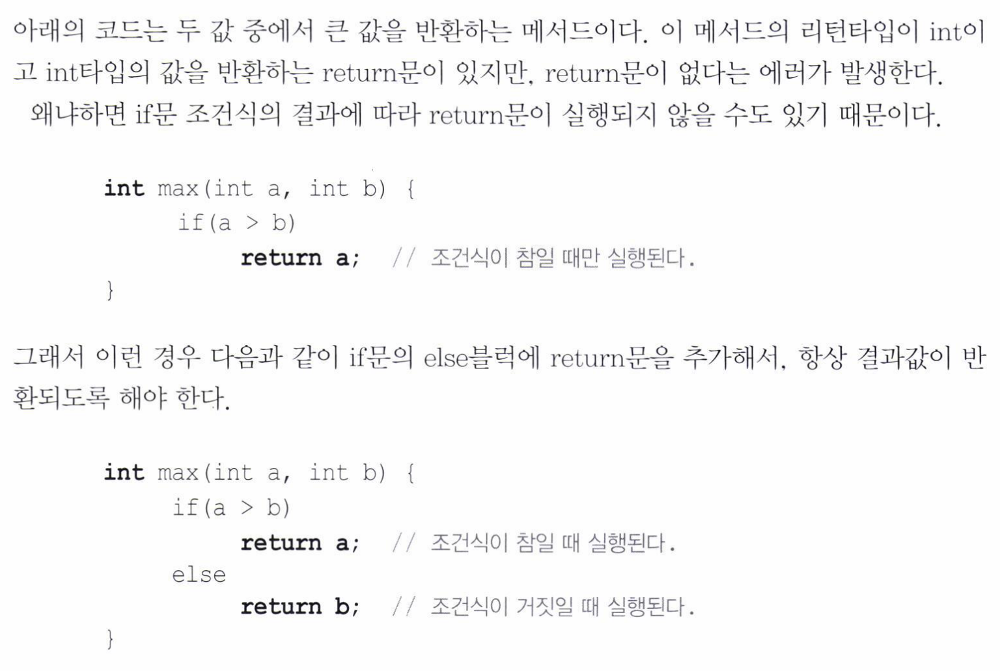 아래의 코드는 두 값 중에서 큰 값을 반환하는 메서드이다. 이 메서드의 리턴타입이 int이
고 int타입의 값을 반환하는 return문이 있지만, return문이 없다는 에러가 발생한다.
왜냐하면 if문 조건식의 결과에 따라 return문이 실행되지 않을 수도 있기 때문이다.
int max(int a, int b) {
if(a > b)
return a; // 조건식이 참일 때만 실행된다.
}
그래서 이런 경우 다음과 같이 if문의 else블럭에 return문을 추가해서, 항상 결과값이 반
환되도록 해야 한다.
int max(int a, int b) {
if(a > b)
return a; // 조건식이 참일 때 실행된다.
else
return b; // 조건식이 거짓일 때 실행된다.
}